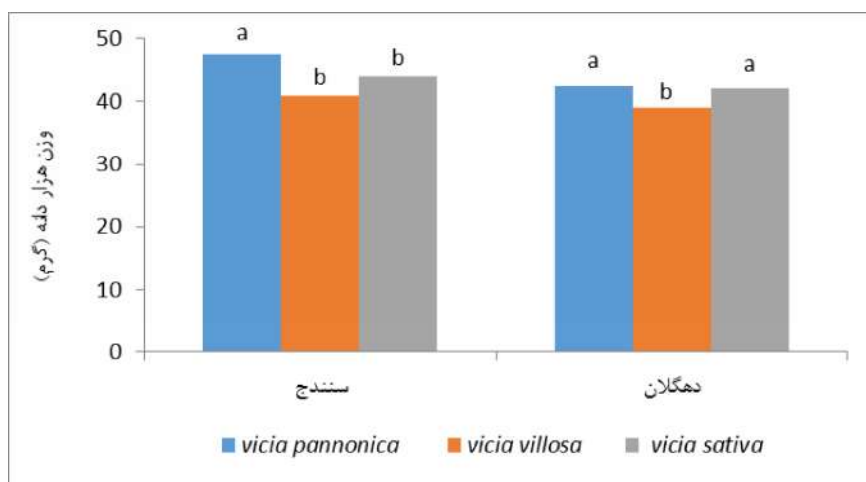 وزن هزار دانه (گرم)
50
40
30
20
10
0
a
b
b
a
b
a
سنندج
دهگلان
vicia pannonica
vicia villosa
vicia sativa